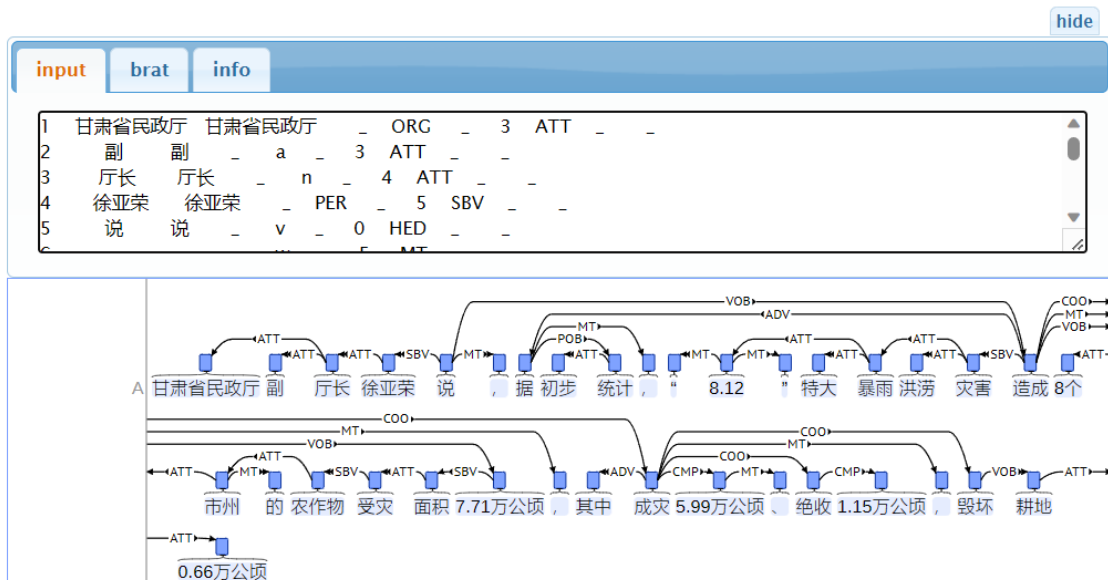 hide
input brat info
1 甘肃省民政厅 甘肃省民政厅 _ ORG _ 3 ATT _ _
2 副 副 _ a _ 3 ATT _ _
3 厅长 厅长 _ n _ 4 ATT _ _
4 徐亚荣 徐亚荣 _ PER _ 5 SBV _ _
5 说 说 _ v _ 0 HED _ _
VOB COO
ADV MT
MT VOB
ATT POB ATT ATT
ATT ATT SBV MT ATT MT MT ATT ATT SBV ATT
A 甘肃省民政厅 副 厅长 徐亚荣 说 , 据 初步 统计 , “ 8.12 ” 特大 暴雨 洪涝 灾害 造成 8个
COO
MT COO
VOB MT
ATT COO
ATT MT SBV ATT SBV ADV CMP MT CMP VOB ATT
市州 的 农作物 受灾 面积 7.71万公顷 , 其中 成灾 5.99万公顷 、 绝收 1.15万公顷 , 毁坏 耕地
ATT
0.66万公顷